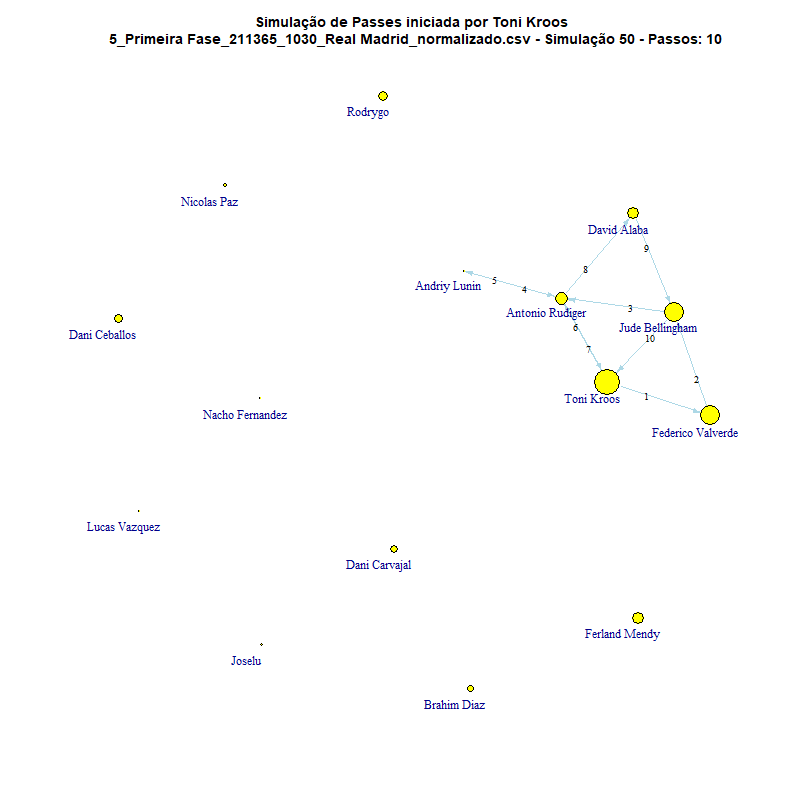 Simulação de Passes iniciada por Toni Kroos
5_Primeira Fase_211365_1030_Real Madrid_normalizado.csv - Simulação 50 - Passos: 10
Rodrygo
Nicolas Paz
David Alaba
9
8
Andriy Lunin
5
4
Antonio Rudiger
3
Jude Bellingham
6
10
7
Dani Ceballos
2
Toni Kroos
1
Nacho Fernandez
Federico Valverde
Lucas Vazquez
Dani Carvajal
Ferland Mendy
Joselu
Brahim Diaz